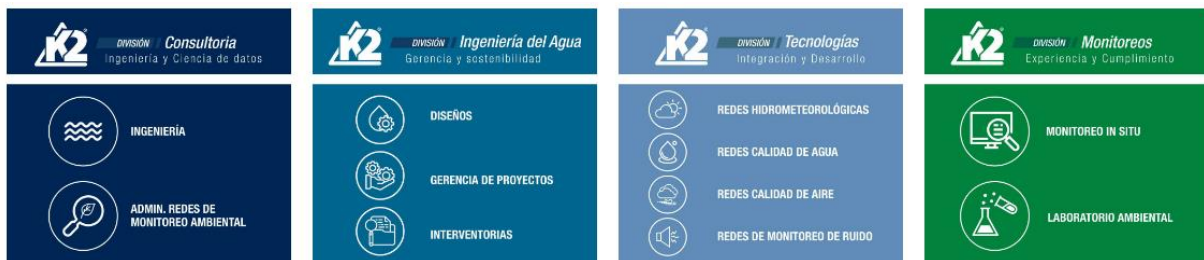 K2 DIVISIÓN // Consultoria
Ingeniería y Ciencia de datos
INGENIERÍA
ADMIN. REDES DE
MONITOREO AMBIENTAL
K2 DIVISIÓN // Ingeniería del Agua
Gerencia y sostenibilidad
DISEÑOS
GERENCIA DE PROYECTOS
INTERVENTORIAS
K2 DIVISIÓN // Tecnologías
Integración y Desarrollo
REDES HIDROMETEOROLÓGICAS
REDES CALIDAD DE AGUA
REDES CALIDAD DE AIRE
REDES DE MONITOREO DE RUIDO
K2 DIVISIÓN // Monitoreos
Experiencia y Cumplimiento
MONITOREO IN SITU
LABORATORIO AMBIENTAL